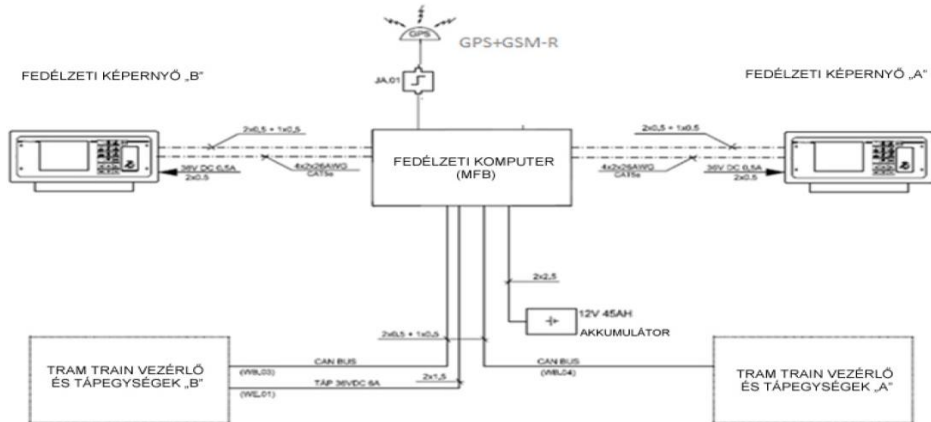 GPS
GPS+GSM-R
JA.01
FEDÉLZETI KÉPERNYŐ „B”
FEDÉLZETI KÉPERNYŐ „A”
2x0,5 + 1x0,5
2x0,5 + 1x0,5
FEDÉLZETI KOMPUTER
(MFB)
4x2x26AWG
CAT5e
36V DC 0,5A
2x0.5
4x2x26AWG
CAT5e
36V DC 0,5A
2x0.5
2x2,5
12V 45AH
AKKUMULÁTOR
2x0,5 + 1x0,5
TRAM TRAIN VEZÉRLŐ
ÉS TÁPEGYSÉGEK „B”
CAN BUS
(WBL03)
TÁP 36VDC 6A
(WEL01)
2x1,5
CAN BUS
(WBL04)
TRAM TRAIN VEZÉRLŐ
ÉS TÁPEGYSÉGEK „A”